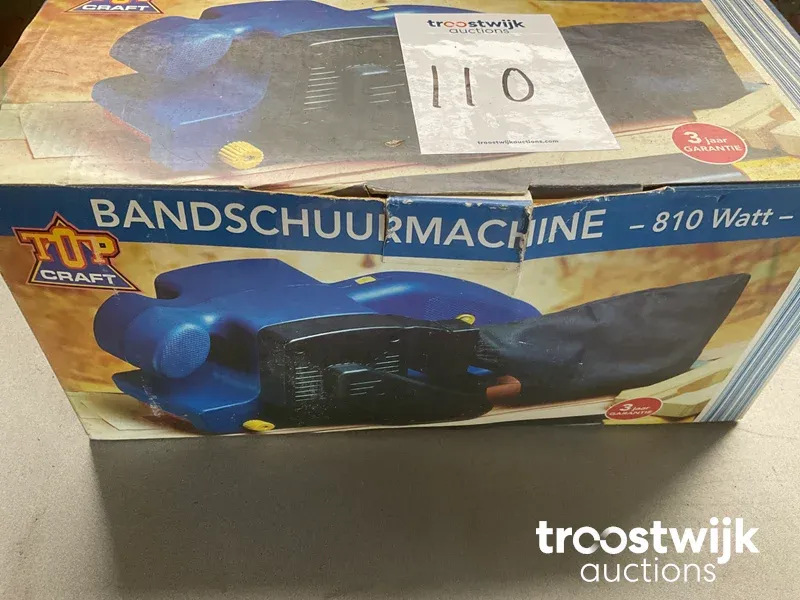 CRAFT
troostwijk
auctions
110
troostwijkauctions.com
3 jaar
GARANTIE
BANDSCHUURMACHINE – 810 Watt –
TOP
CRAFT
3 jaar
GARANTIE
troostwijk
auctions